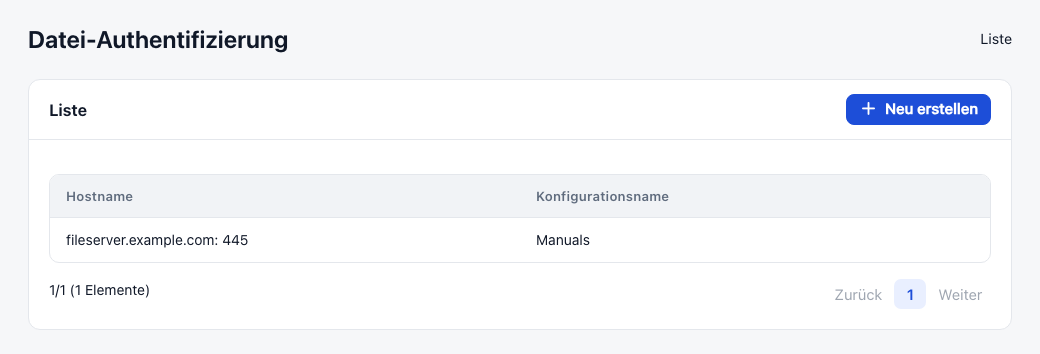 Datei-Authentifizierung
Liste
Liste
Neu erstellen
Hostname Konfigurationsname
fileserver.example.com: 445 Manuals
1/1 (1 Elemente)
Zurück 1 Weiter